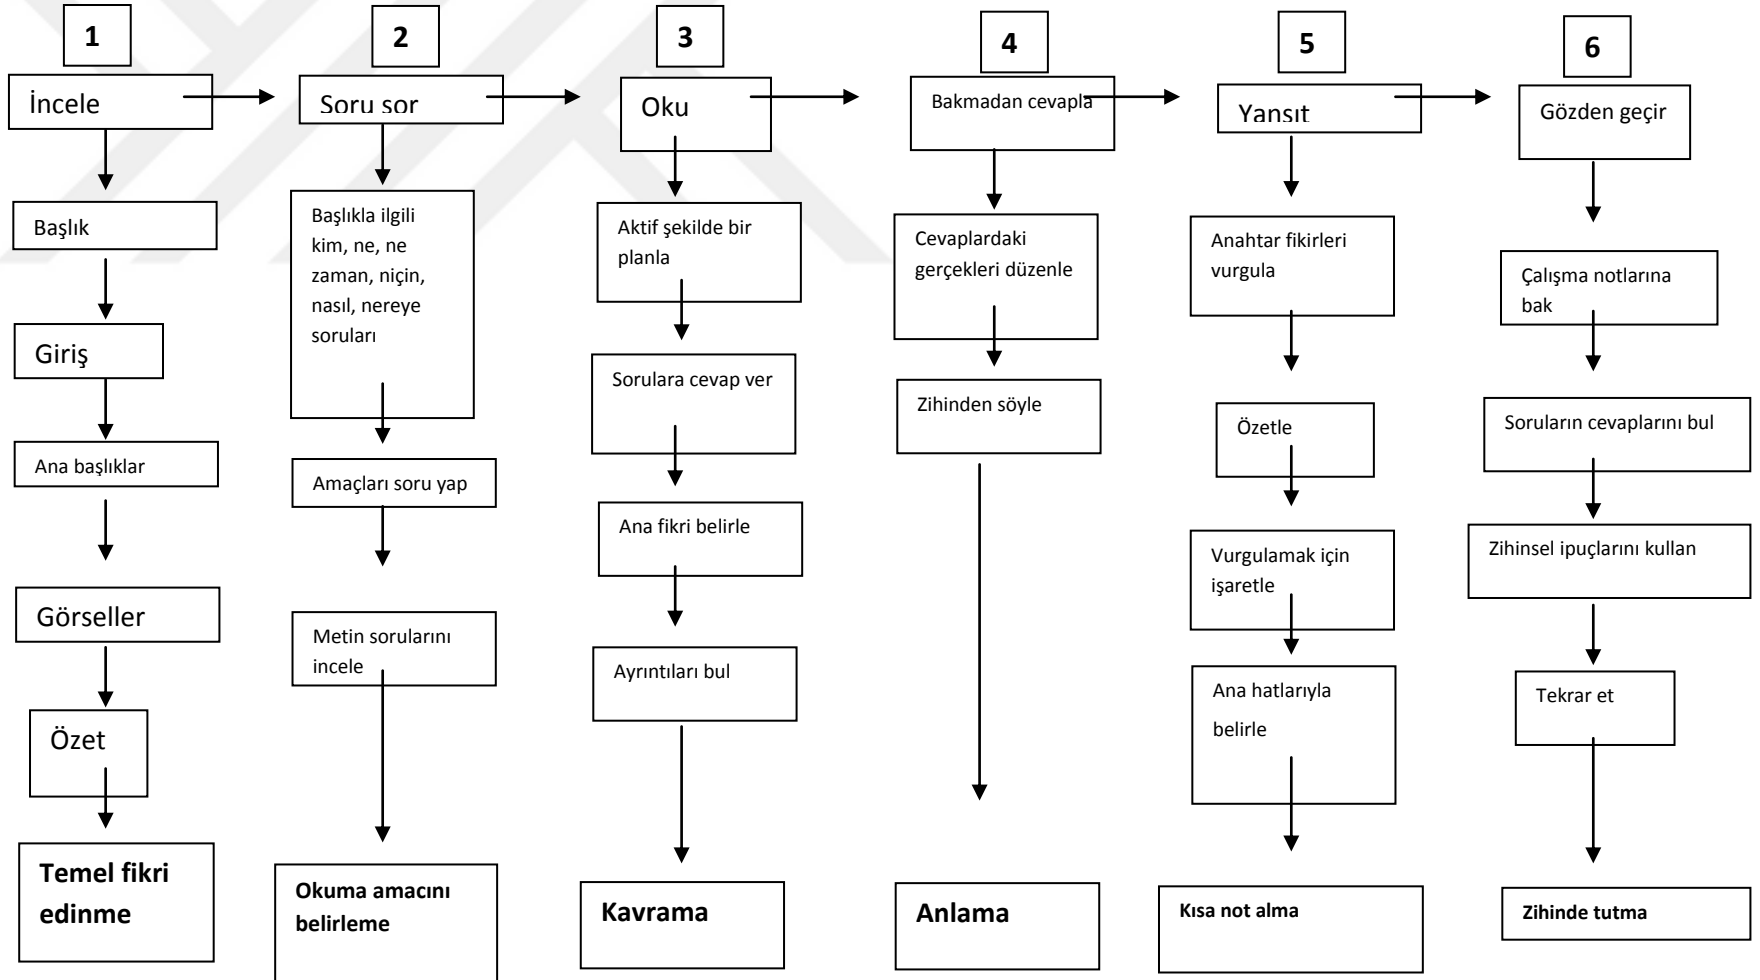 1
İncele
Başlık
Giriş
Ana başlıklar
Görseller
Özet
Temel fikri
edinme
2
Soru sor
Başlıkla ilgili
kim, ne, ne
zaman, niçin,
nasıl, nereye
soruları
Amaçları soru yap
Metin sorularını
incele
Okuma amacını
belirleme
3
Oku
Aktif şekilde bir
planla
Sorulara cevap ver
Ana fikri belirle
Ayrıntıları bul
Kavrama
4
Bakmadan cevapla
Cevaplardaki
gerçekleri düzenle
Zihinden söyle
Anlama
5
Yansıt
Anahtar fikirleri
vurgula
Özetle
Vurgulamak için
işaretle
Ana hatlarıyla
belirle
Kısa not alma
6
Gözden geçir
Çalışma notlarına
bak
Soruların cevaplarını bul
Zihinsel ipuçlarını kullan
Tekrar et
Zihinde tutma